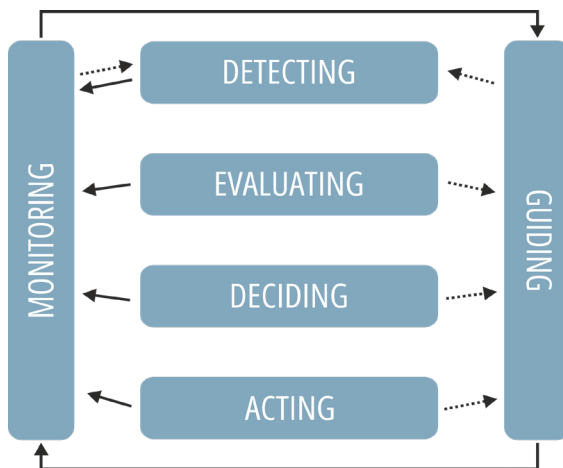 MONITORING
DETECTING
EVALUATING
DECIDING
ACTING
GUIDING